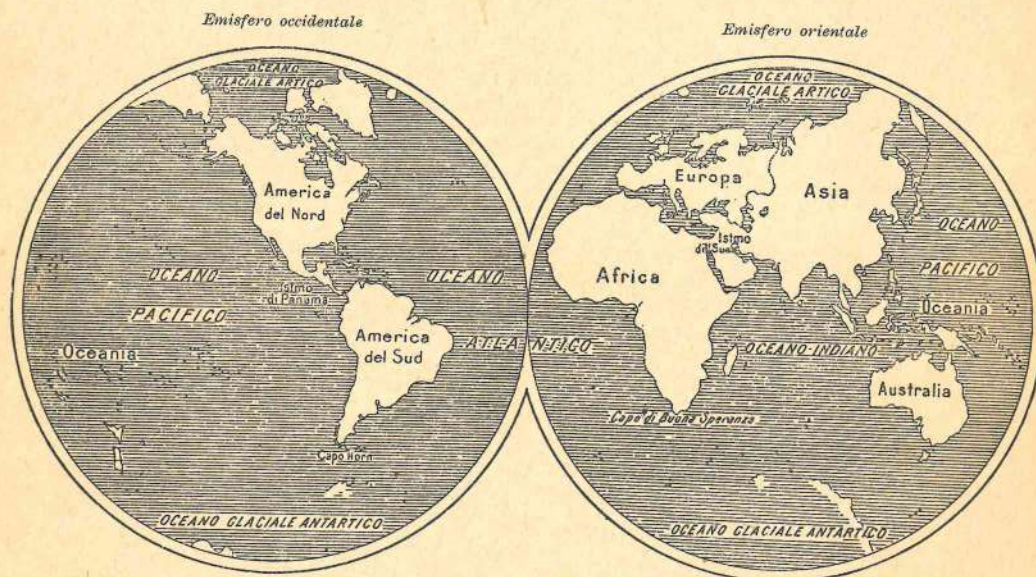 Emisfero occidentale
OCEANO
GLACIALE ARTICO
America
del Nord
OCEANO
PACIFICO
Istmo
di Panama
OCEANO
ATLANTICO
Oceania
America
del Sud
Capo Horn
OCEANO GLACIALE ANTARTICO
Emisfero orientale
OCEANO
GLACIALE ARTICO
Europa
Asia
Istmo
di Suez
Africa
OCEANO
PACIFICO
Oceania
OCEANO INDIANO
Australia
Capo di Buona Speranza
OCEANO GLACIALE ANTARTICO